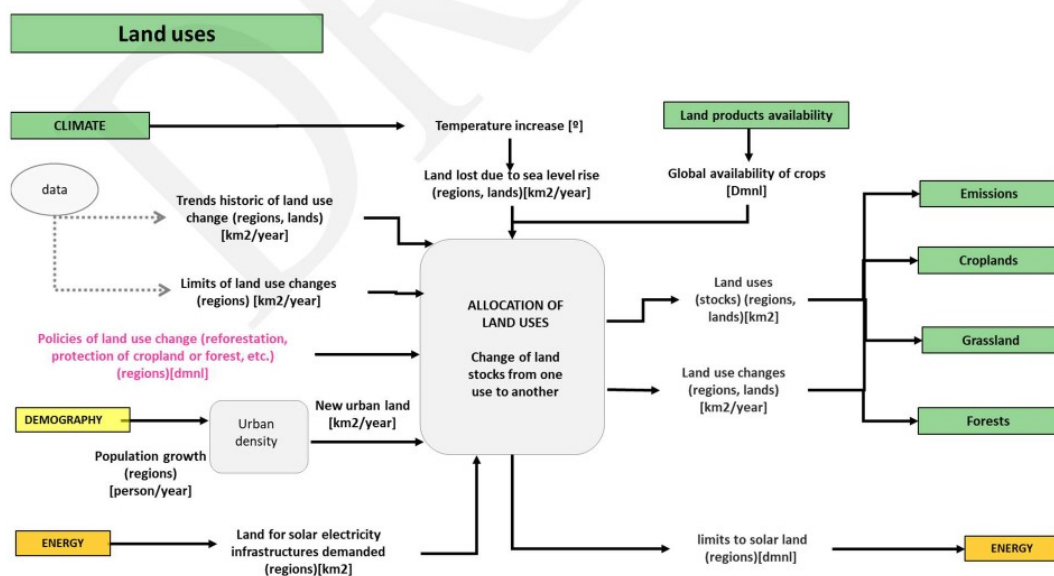 Land uses
CLIMATE
Temperature increase [º]
Land products availability
data
Land lost due to sea level rise
(regions, lands)[km2/year]
Global availability of crops
[Dmnl]
Trends historic of land use
change (regions, lands)
[km2/year]
Emissions
Croplands
Limits of land use changes
(regions) [km2/year]
ALLOCATION OF
LAND USES
Change of land
stocks from one
use to another
Land uses
(stocks) (regions,
lands)[km2]
Grassland
Policies of land use change (reforestation,
protection of cropland or forest, etc.)
(regions)[dmnl]
Land use changes
(regions, lands)
[km2/year]
Forests
DEMOGRAPHY
Urban
density
New urban land
[km2/year]
Population growth
(regions)
[person/year]
ENERGY
Land for solar electricity
infrastructures demanded
(regions)[km2]
limits to solar land
(regions)[dmnl]
ENERGY